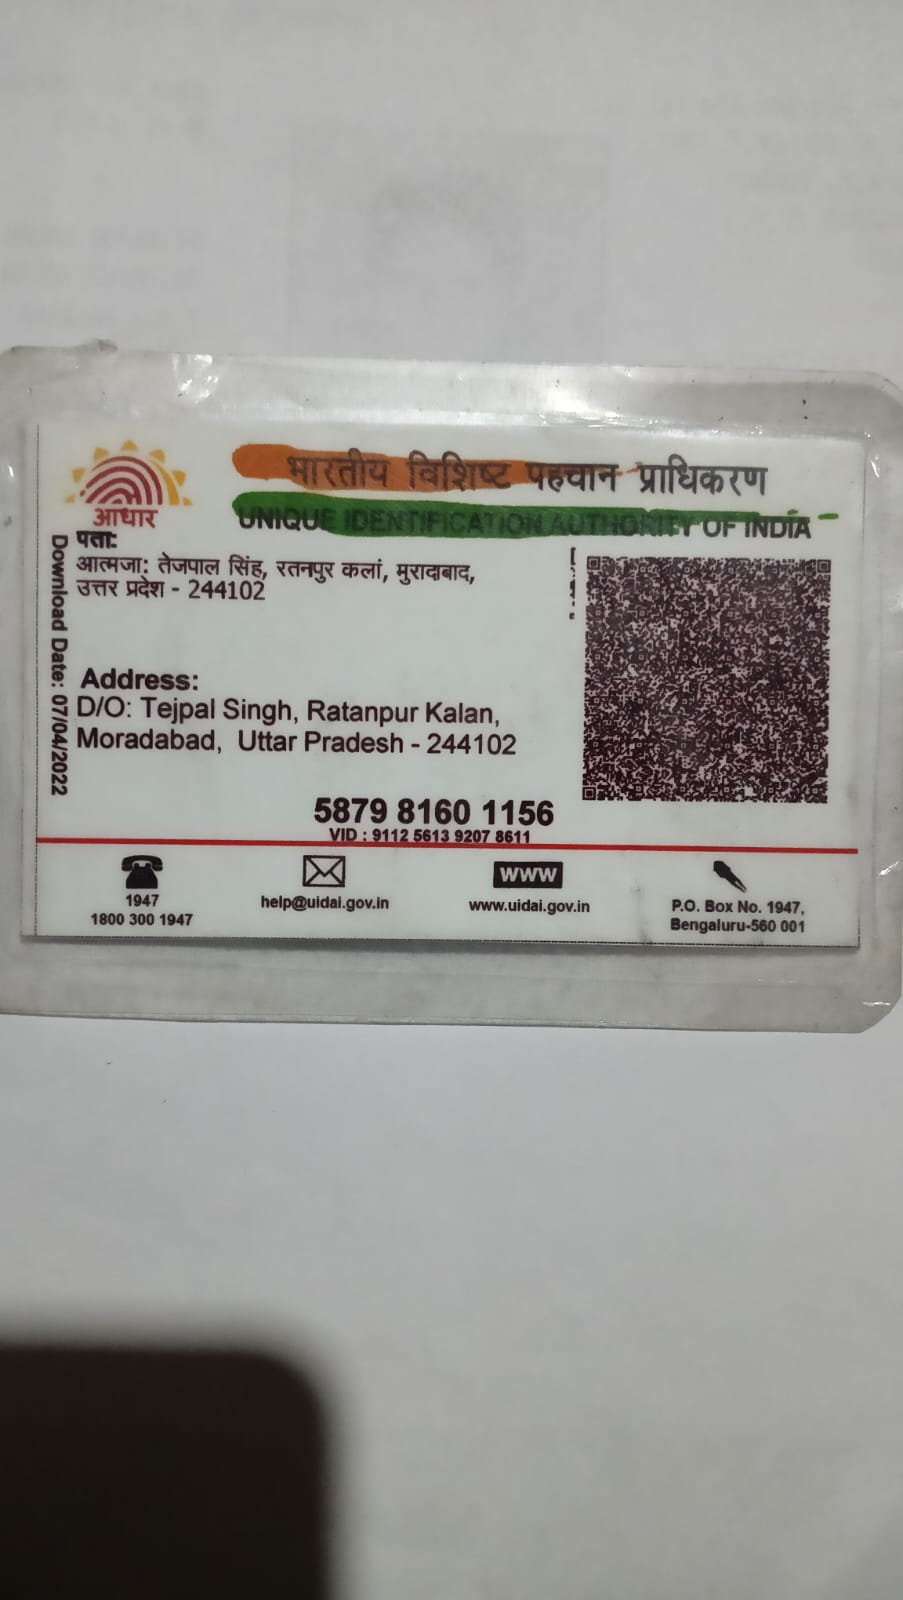 भारतीय विशिष्ट पहचान प्राधिकरण
UNIQUE IDENTIFICATION AUTHORITY OF INDIA
आधार
Download Date: 07/04/2022
पता:
आत्मजा: तेजपाल सिंह, रतनपुर कलां, मुरादाबाद,
उत्तर प्रदेश - 244102
Address:
D/O: Tejpal Singh, Ratanpur Kalan,
Moradabad, Uttar Pradesh - 244102
5879 8160 1156
VID : 9112 5613 9207 8611
1947
1800 300 1947
help@uidai.gov.in
www
www.uidai.gov.in
P.O. Box No. 1947,
Bengaluru-560 001